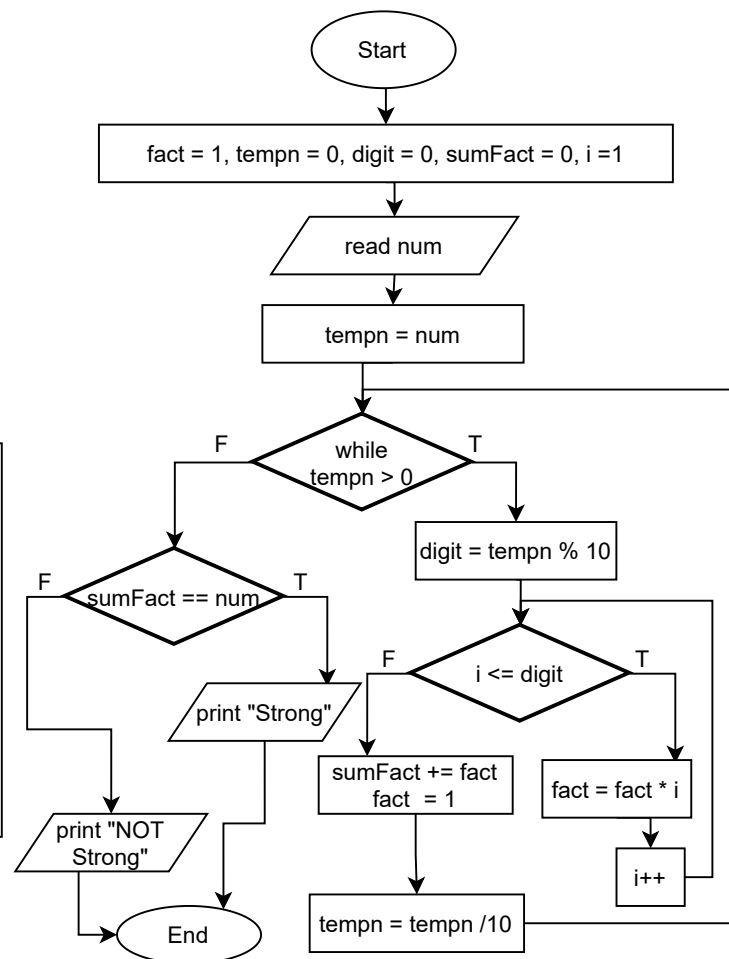 Start
fact = 1, tempn = 0, digit = 0, sumFact = 0, i =1
read num
tempn = num
while
tempn > 0
F
T
digit = tempn % 10
sumFact == num
F
T
i <= digit
F
T
print "Strong"
sumFact += fact
fact = 1
fact = fact * i
print "NOT
Strong"
i++
tempn = tempn /10
End